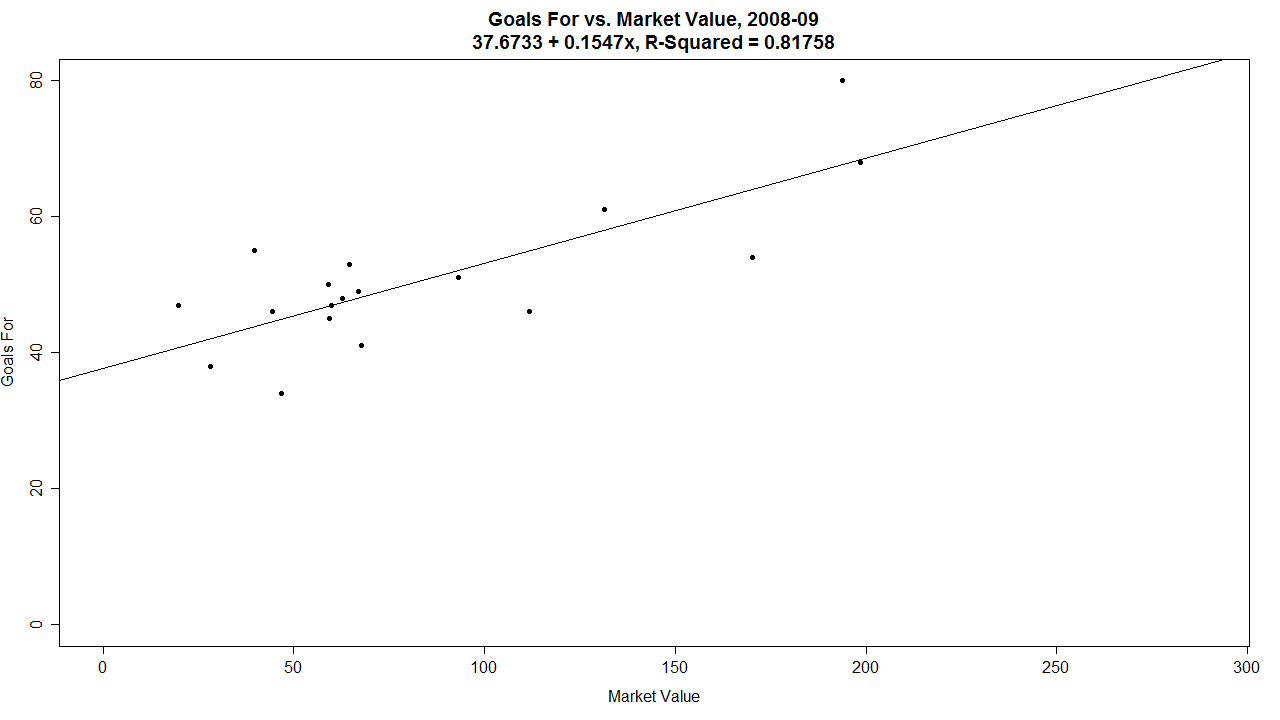 Goals For vs. Market Value, 2008-09
37.6733 + 0.1547x, R-Squared = 0.81758
80
60
40
20
0
Goals For
0 50 100 150 200 250 300
Market Value